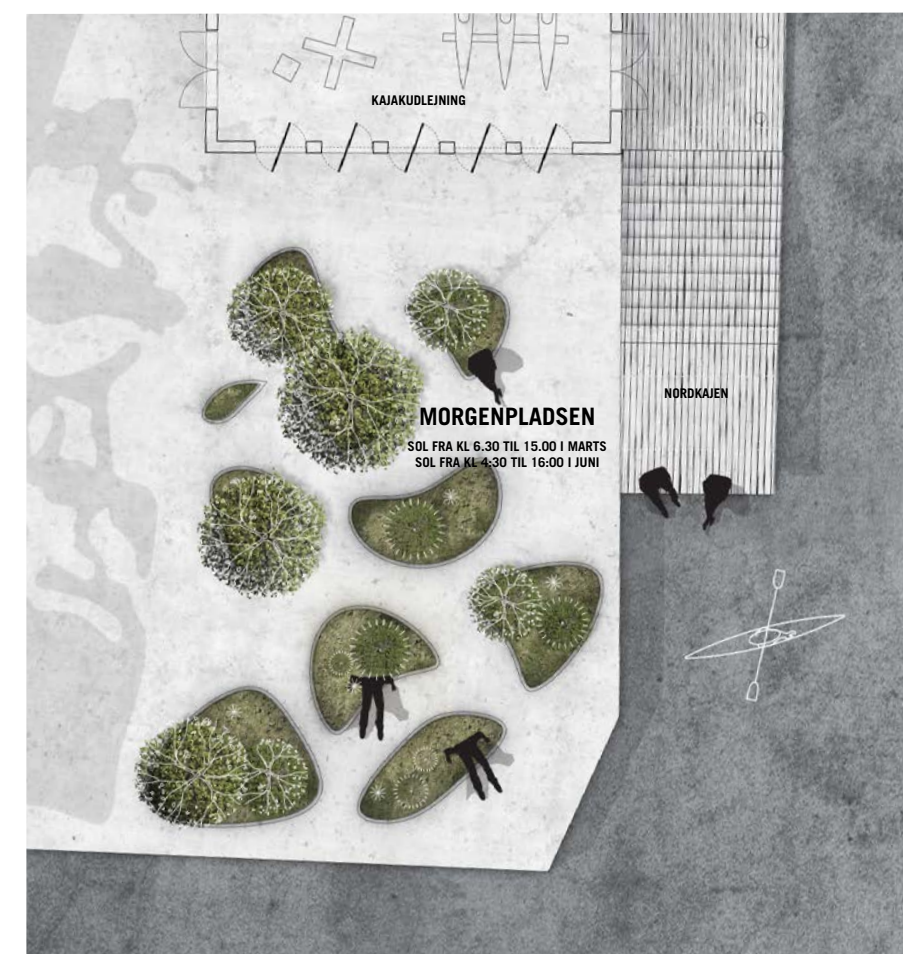 KAJAKUDLEJNING
MORGENPLADSEN
SOL FRA KL 6.30 TIL 15.00 I MARTS
SOL FRA KL 4:30 TIL 16:00 I JUNI
NORDKAJEN